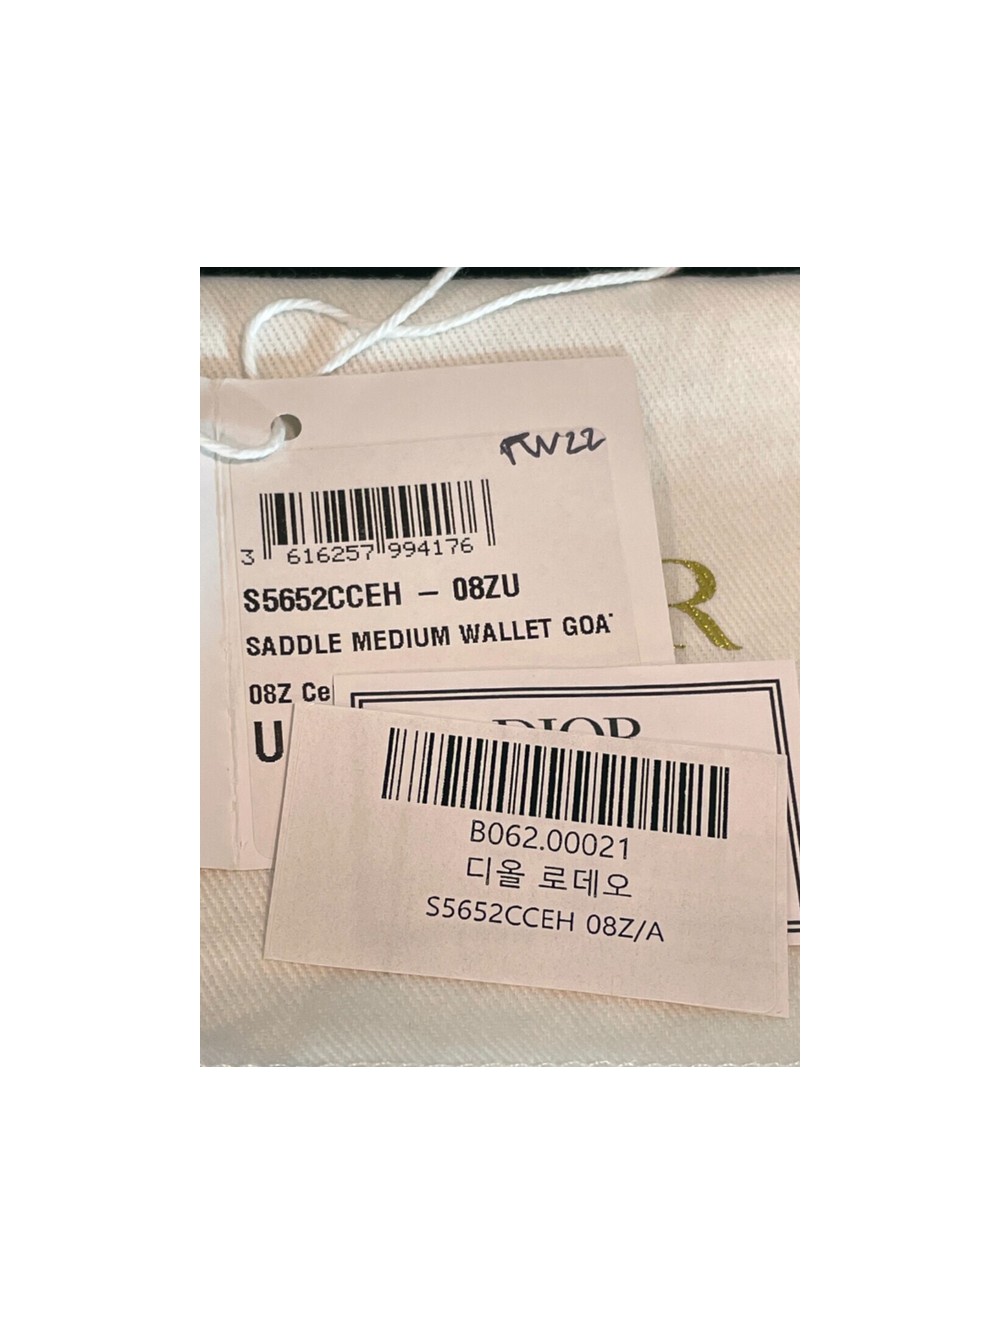 FW22
3 616257 994176
S5652CCEH – 08ZU
SADDLE MEDIUM WALLET GOA
08Z Ce
U
R
DIOR
B062.00021
디올 로데오
S5652CCEH 08Z/A